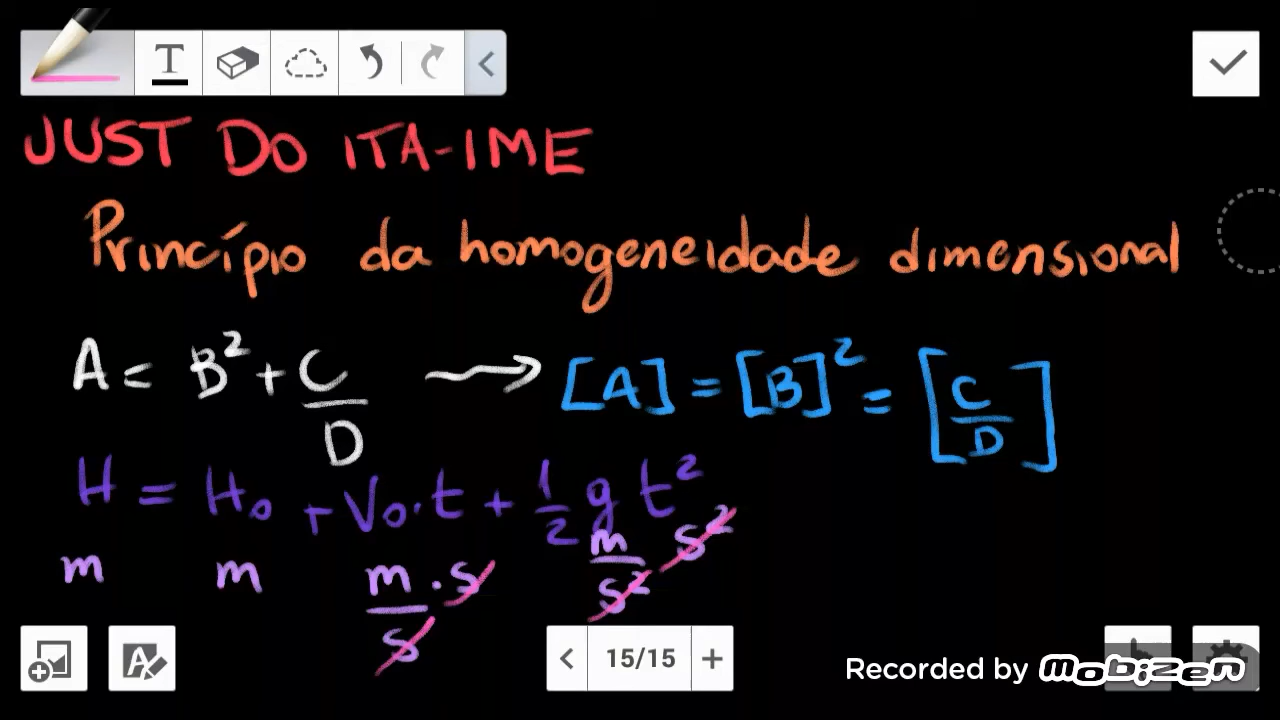 T
JUST DO ITA-IME
Princípio da homogeneidade dimensional
A = B² + C/D → [A] = [B]² = [C/D]
H = H₀ + V₀.t + 1/2 g t²
m m m/s . s m/s² s²
15/15 +
Recorded by mobizen